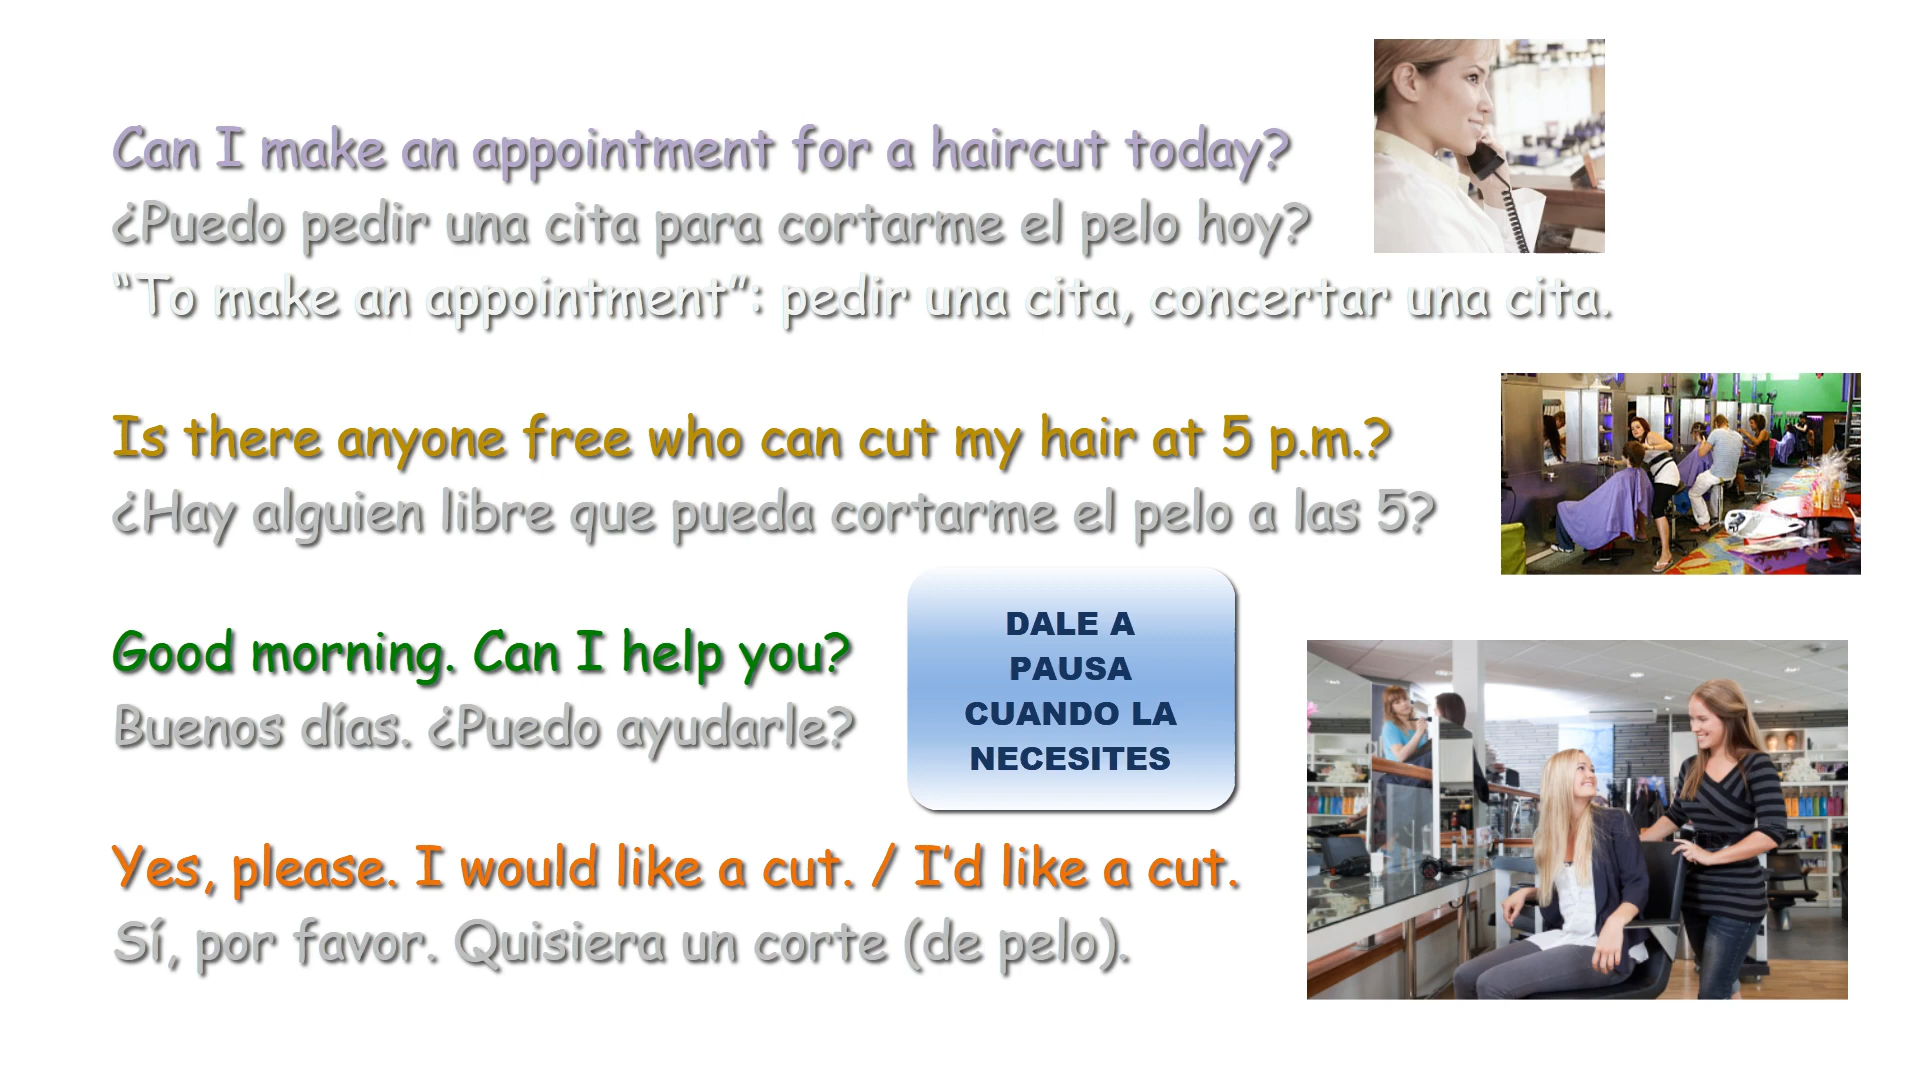 Can I make an appointment for a haircut today?
¿Puedo pedir una cita para cortarme el pelo hoy?
“To make an appointment”: pedir una cita, concertar una cita.
Is there anyone free who can cut my hair at 5 p.m.?
¿Hay alguien libre que pueda cortarme el pelo a las 5?
Good morning. Can I help you?
Buenos días. ¿Puedo ayudarle?
DALE A
PAUSA
CUANDO LA
NECESITES
Yes, please. I would like a cut. / I’d like a cut.
Sí, por favor. Quisiera un corte (de pelo).